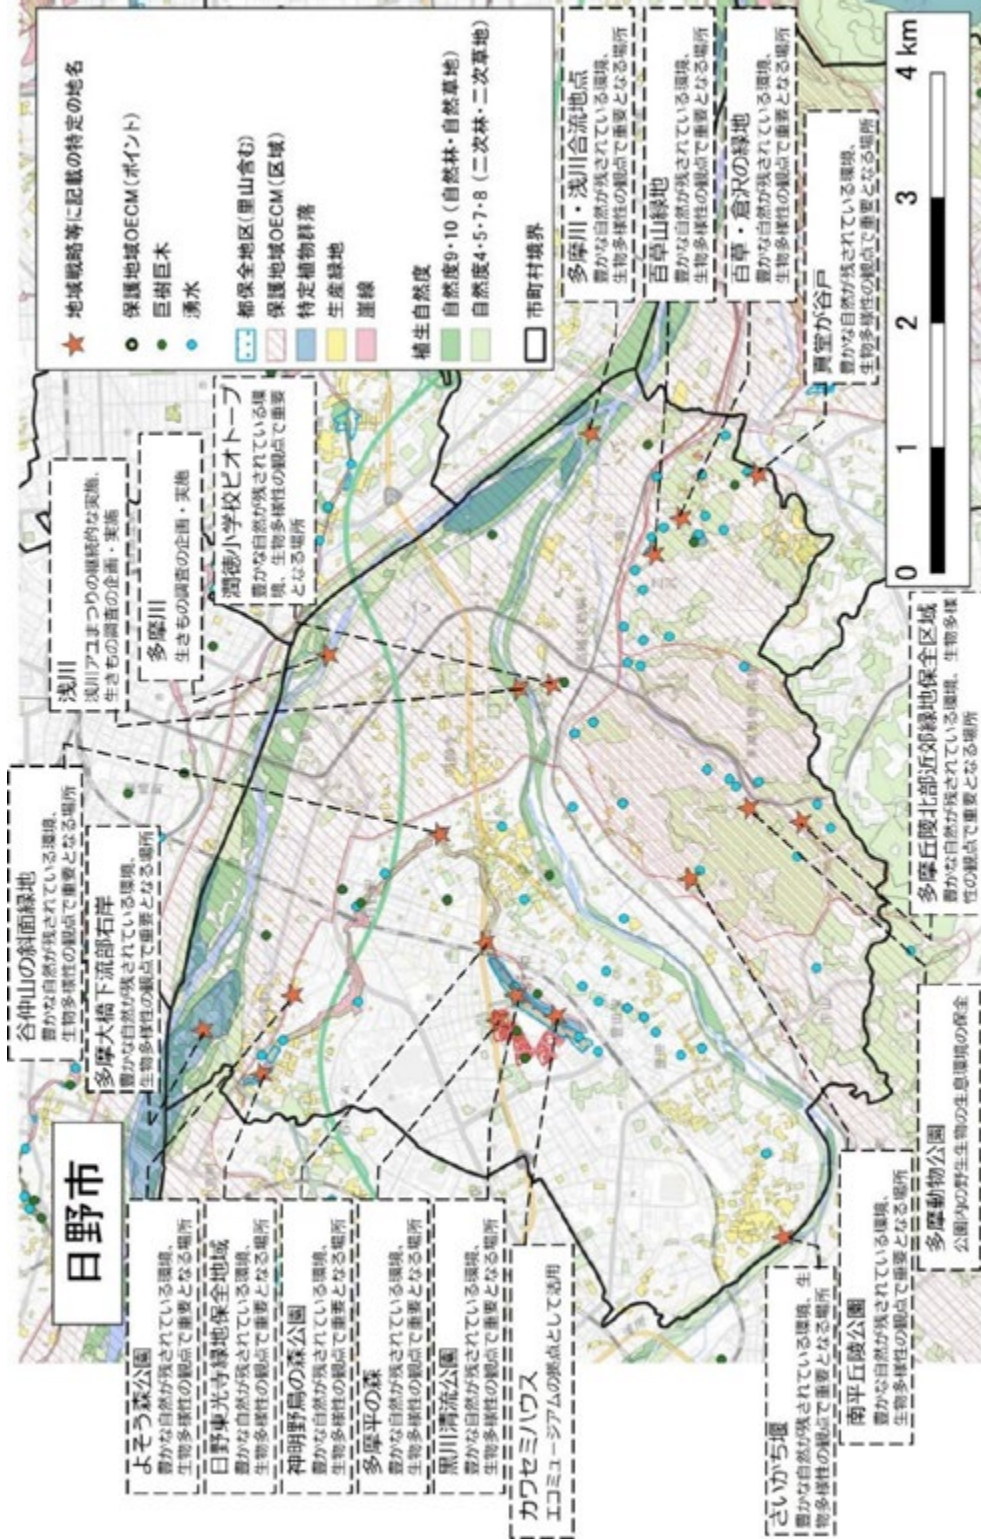 日野市
地域戦略等に記載の特定の地名
保護地域OECM(ポイント)
巨樹巨木
湧水
都保全地区(里山含む)
保護地域OECM(区域)
特定植物群落
生産緑地
崖線
植生自然度
自然度9・10(自然林・自然草地)
自然度4・5・7・8(二次林・二次草地)
市町村境界
谷仲山の斜面緑地
豊かな自然が残されている環境、
生物多様性の観点で重要となる場所
多摩大橋下流部右岸
豊かな自然が残されている環境、
生物多様性の観点で重要となる場所
浅川
浅川アユまつりの継続的な実施、
生きもの調査の企画・実施
多摩川
生きもの調査の企画・実施
潤徳小学校ビオトープ
豊かな自然が残されている環
境、生物多様性の観点で重要
となる場所
よそう森公園
豊かな自然が残されている環境、
生物多様性の観点で重要となる場所
日野東光寺緑地保全地域
豊かな自然が残されている環境、
生物多様性の観点で重要となる場所
神明野鳥の森公園
豊かな自然が残されている環境、
生物多様性の観点で重要となる場所
多摩平の森
豊かな自然が残されている環境、
生物多様性の観点で重要となる場所
黒川清流公園
豊かな自然が残されている環境、
生物多様性の観点で重要となる場所
カワセミハウス
エコミュージアムの拠点として活用
多摩川・浅川合流地点
豊かな自然が残されている環境、
生物多様性の観点で重要となる場所
百草山緑地
豊かな自然が残されている環境、
生物多様性の観点で重要となる場所
百草・倉沢の緑地
豊かな自然が残されている環境、
生物多様性の観点で重要となる場所
真堂が谷戸
豊かな自然が残されている環境、
生物多様性の観点で重要となる場所
さいかち堰
豊かな自然が残されている環境、生
物多様性の観点で重要となる場所
南平丘陵公園
豊かな自然が残されている環境、
生物多様性の観点で重要となる場所
多摩動物公園
公園内の野生生物の生息環境の保全
多摩丘陵北部近郊緑地保全区域
豊かな自然が残されている環境、生物多様
性の観点で重要となる場所
0 1 2 3 4 km